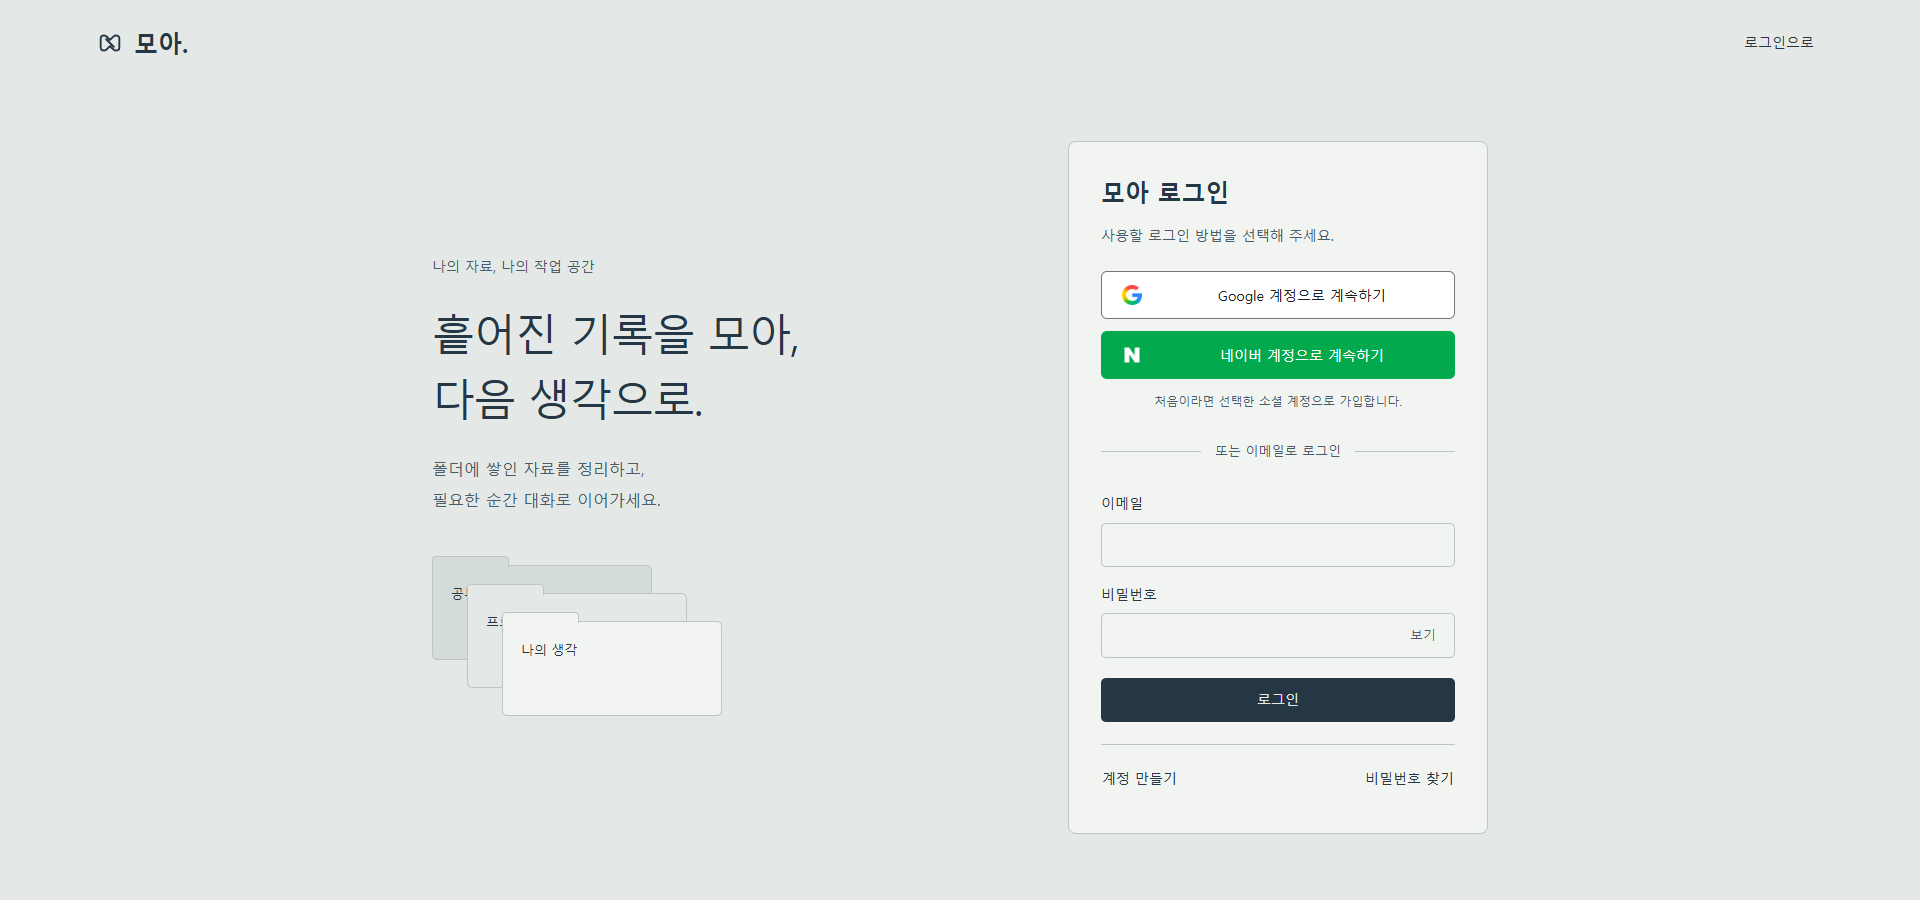 모아.
로그인으로
나의 자료, 나의 작업 공간
흩어진 기록을 모아,
다음 생각으로.
폴더에 쌓인 자료를 정리하고,
필요한 순간 대화로 이어가세요.
나의 생각
모아 로그인
사용할 로그인 방법을 선택해 주세요.
Google 계정으로 계속하기
네이버 계정으로 계속하기
처음이라면 선택한 소셜 계정으로 가입합니다.
또는 이메일로 로그인
이메일
비밀번호
보기
로그인
계정 만들기
비밀번호 찾기